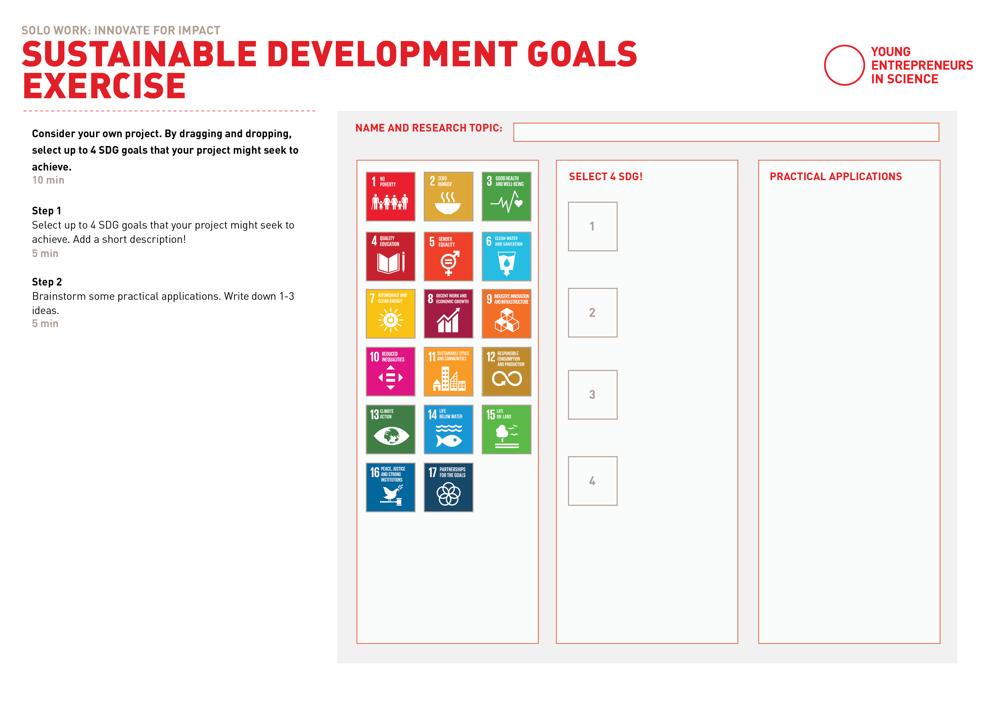 SOLO WORK: INNOVATE FOR IMPACT
SUSTAINABLE DEVELOPMENT GOALS
EXERCISE
YOUNG
ENTREPRENEURS
IN SCIENCE
Consider your own project. By dragging and dropping,
select up to 4 SDG goals that your project might seek to
achieve.
10 min
Step 1
Select up to 4 SDG goals that your project might seek to
achieve. Add a short description!
5 min
Step 2
Brainstorm some practical applications. Write down 1-3
ideas.
5 min
NAME AND RESEARCH TOPIC:
1 NO
POVERTY
2 ZERO
HUNGER
3 GOOD HEALTH
AND WELL-BEING
4 QUALITY
EDUCATION
5 GENDER
EQUALITY
6 CLEAN WATER
AND SANITATION
7 AFFORDABLE AND
CLEAN ENERGY
8 DECENT WORK AND
ECONOMIC GROWTH
9 INDUSTRY, INNOVATION
AND INFRASTRUCTURE
10 REDUCED
INEQUALITIES
11 SUSTAINABLE CITIES
AND COMMUNITIES
12 RESPONSIBLE
CONSUMPTION
AND PRODUCTION
13 CLIMATE
ACTION
14 LIFE
BELOW WATER
15 LIFE
ON LAND
16 PEACE, JUSTICE
AND STRONG
INSTITUTIONS
17 PARTNERSHIPS
FOR THE GOALS
SELECT 4 SDG!
1
2
3
4
PRACTICAL APPLICATIONS